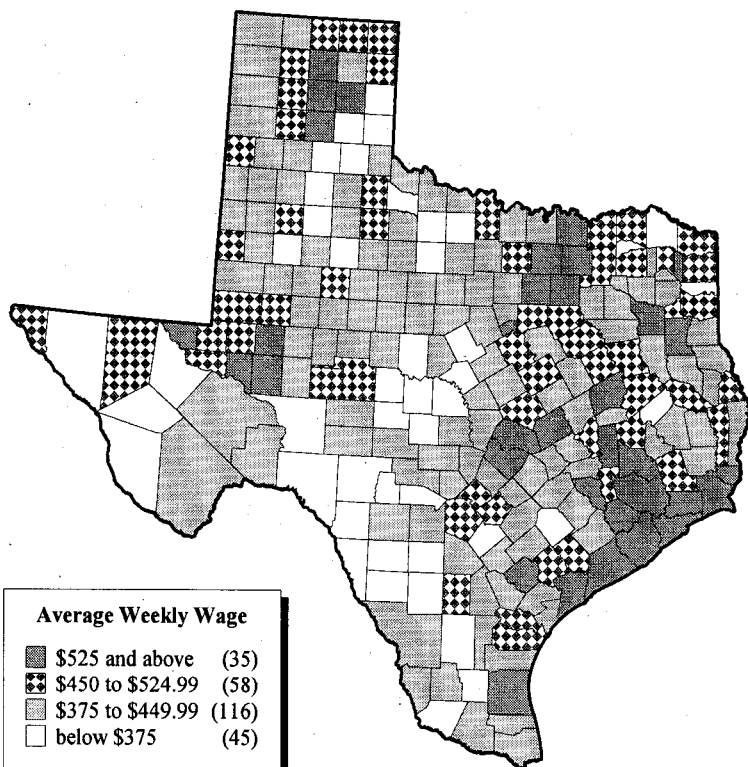 Average Weekly Wage
$525 and above (35)
$450 to $524.99 (58)
$375 to $449.99 (116)
below $375 (45)